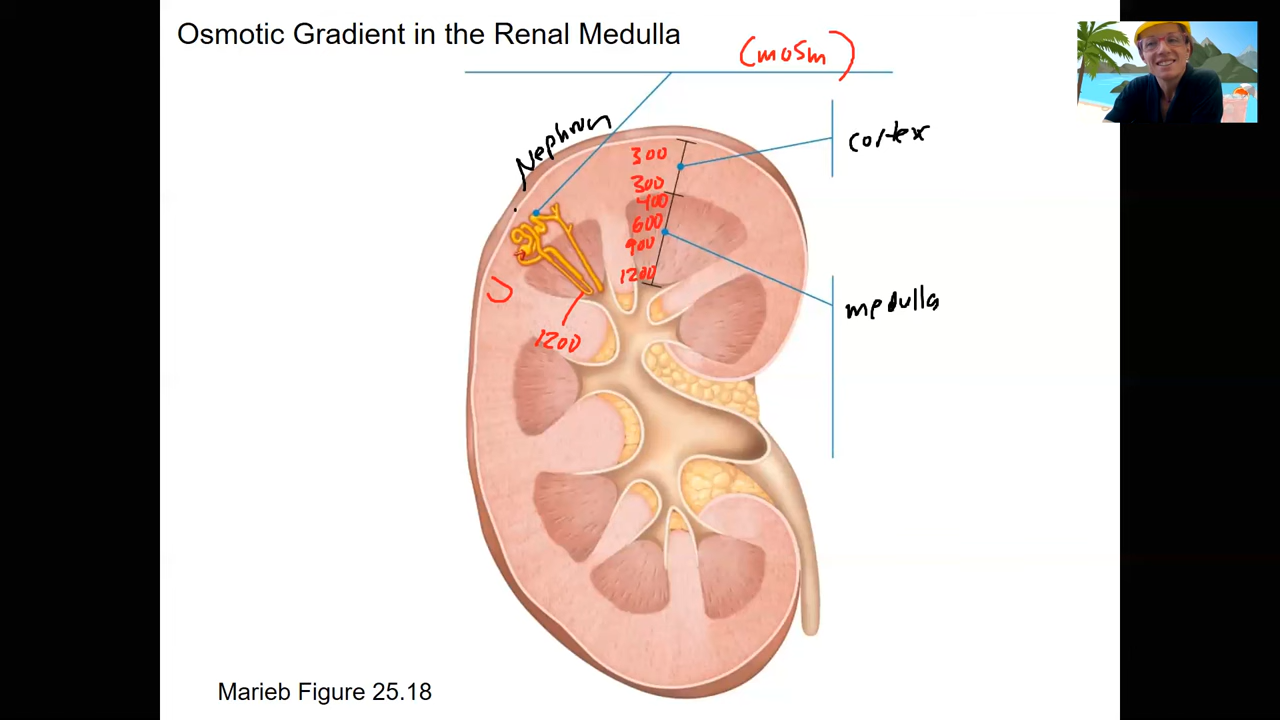 Osmotic Gradient in the Renal Medulla
(mosm)
Nephron
cortex
300
300
400
600
900
1200
medulla
1200
Marieb Figure 25.18